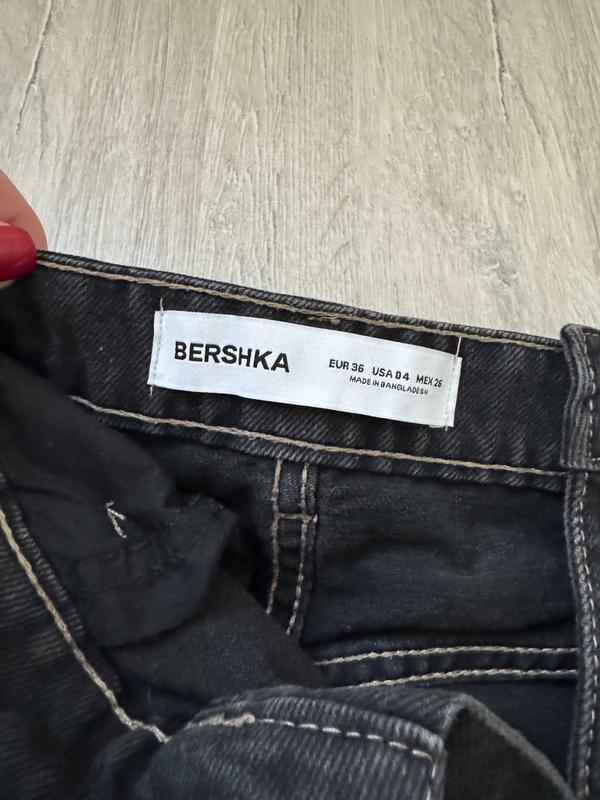 BERSHKA
EUR 36 USA 04 MEX 26
MADE IN BANGLADESH